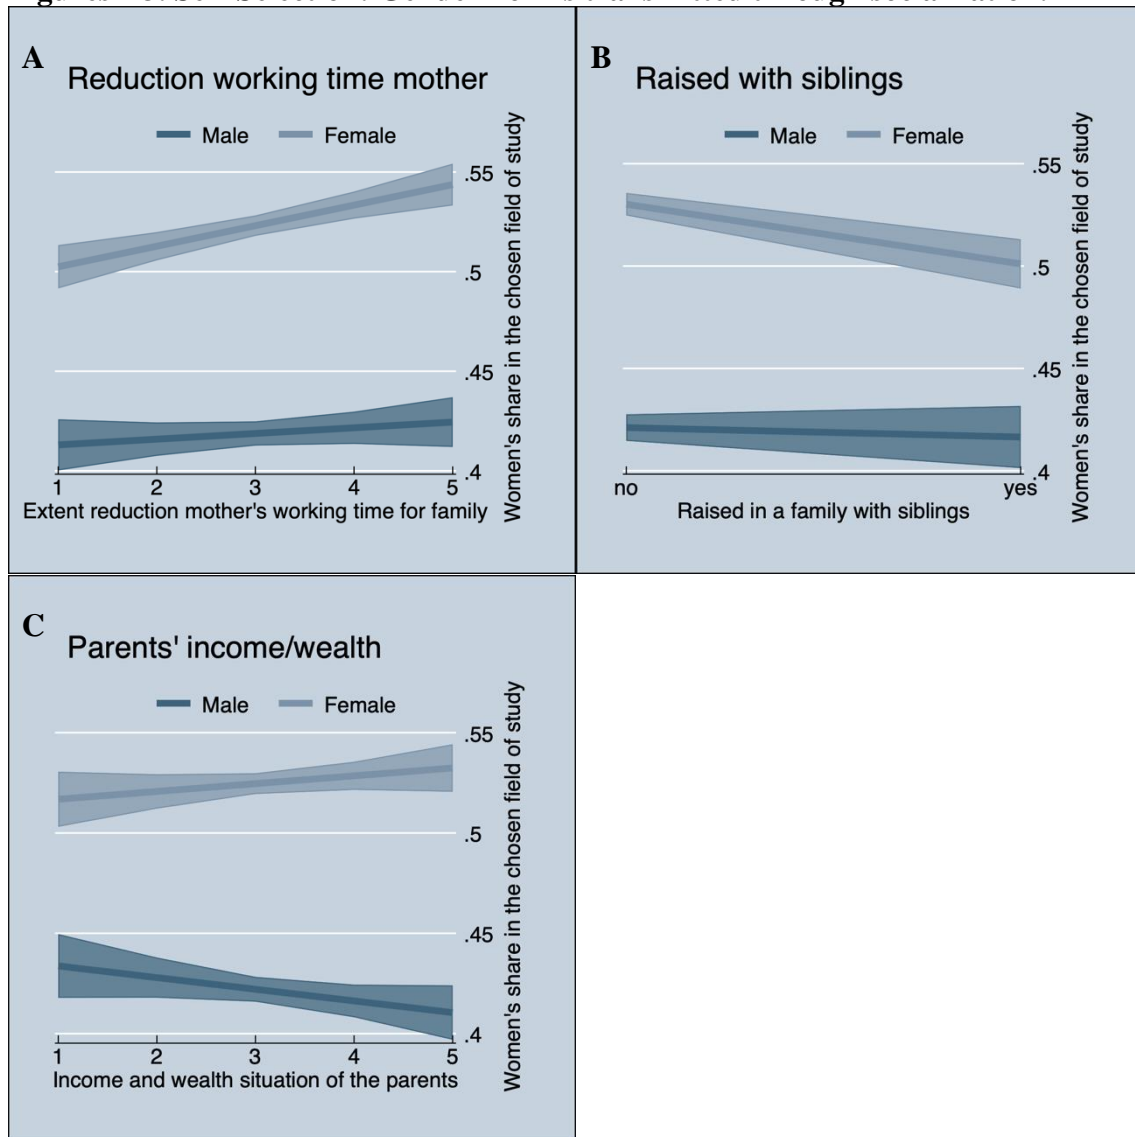 A
Reduction working time mother
Male Female
.55
.5
.45
.4
1 2 3 4 5
Extent reduction mother's working time for family
Women's share in the chosen field of study
B
Raised with siblings
Male Female
.55
.5
.45
.4
no yes
Raised in a family with siblings
Women's share in the chosen field of study
C
Parents' income/wealth
Male Female
.55
.5
.45
.4
1 2 3 4 5
Income and wealth situation of the parents
Women's share in the chosen field of study